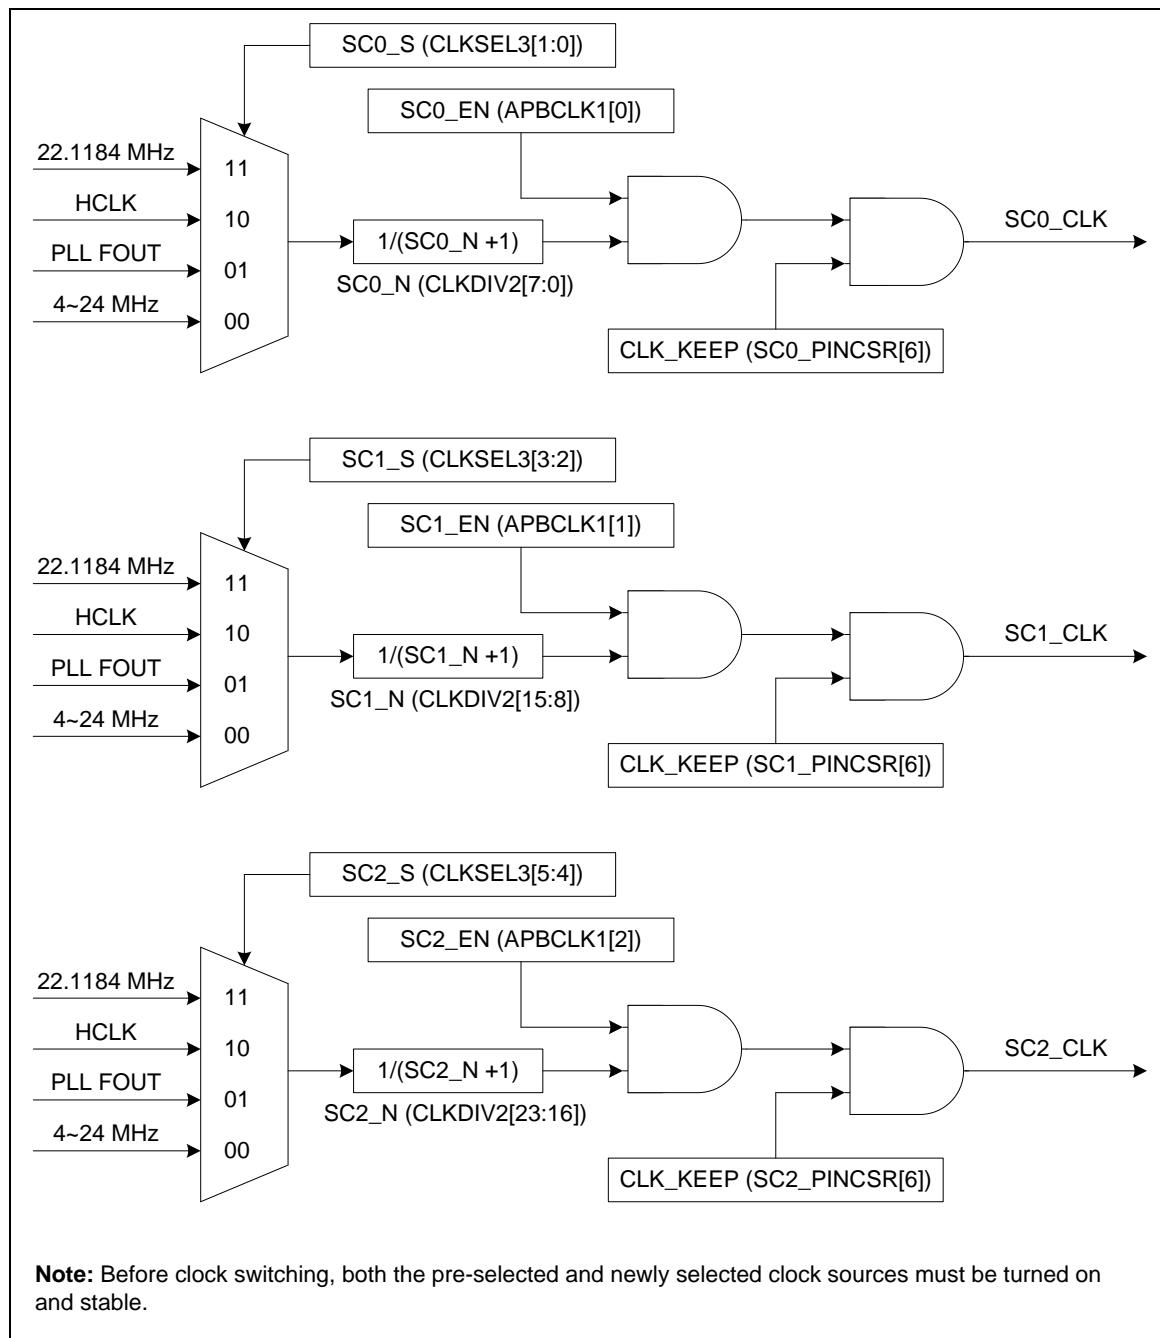 SC0_S (CLKSEL3[1:0])
SC0_EN (APBCLK1[0])
22.1184 MHz
11
HCLK
10
PLL FOUT
01
4~24 MHz
00
1/(SC0_N +1)
SC0_N (CLKDIV2[7:0])
SC0_CLK
CLK_KEEP (SC0_PINCSR[6])
SC1_S (CLKSEL3[3:2])
SC1_EN (APBCLK1[1])
22.1184 MHz
11
HCLK
10
PLL FOUT
01
4~24 MHz
00
1/(SC1_N +1)
SC1_N (CLKDIV2[15:8])
SC1_CLK
CLK_KEEP (SC1_PINCSR[6])
SC2_S (CLKSEL3[5:4])
SC2_EN (APBCLK1[2])
22.1184 MHz
11
HCLK
10
PLL FOUT
01
4~24 MHz
00
1/(SC2_N +1)
SC2_N (CLKDIV2[23:16])
SC2_CLK
CLK_KEEP (SC2_PINCSR[6])
Note: Before clock switching, both the pre-selected and newly selected clock sources must be turned on
and stable.